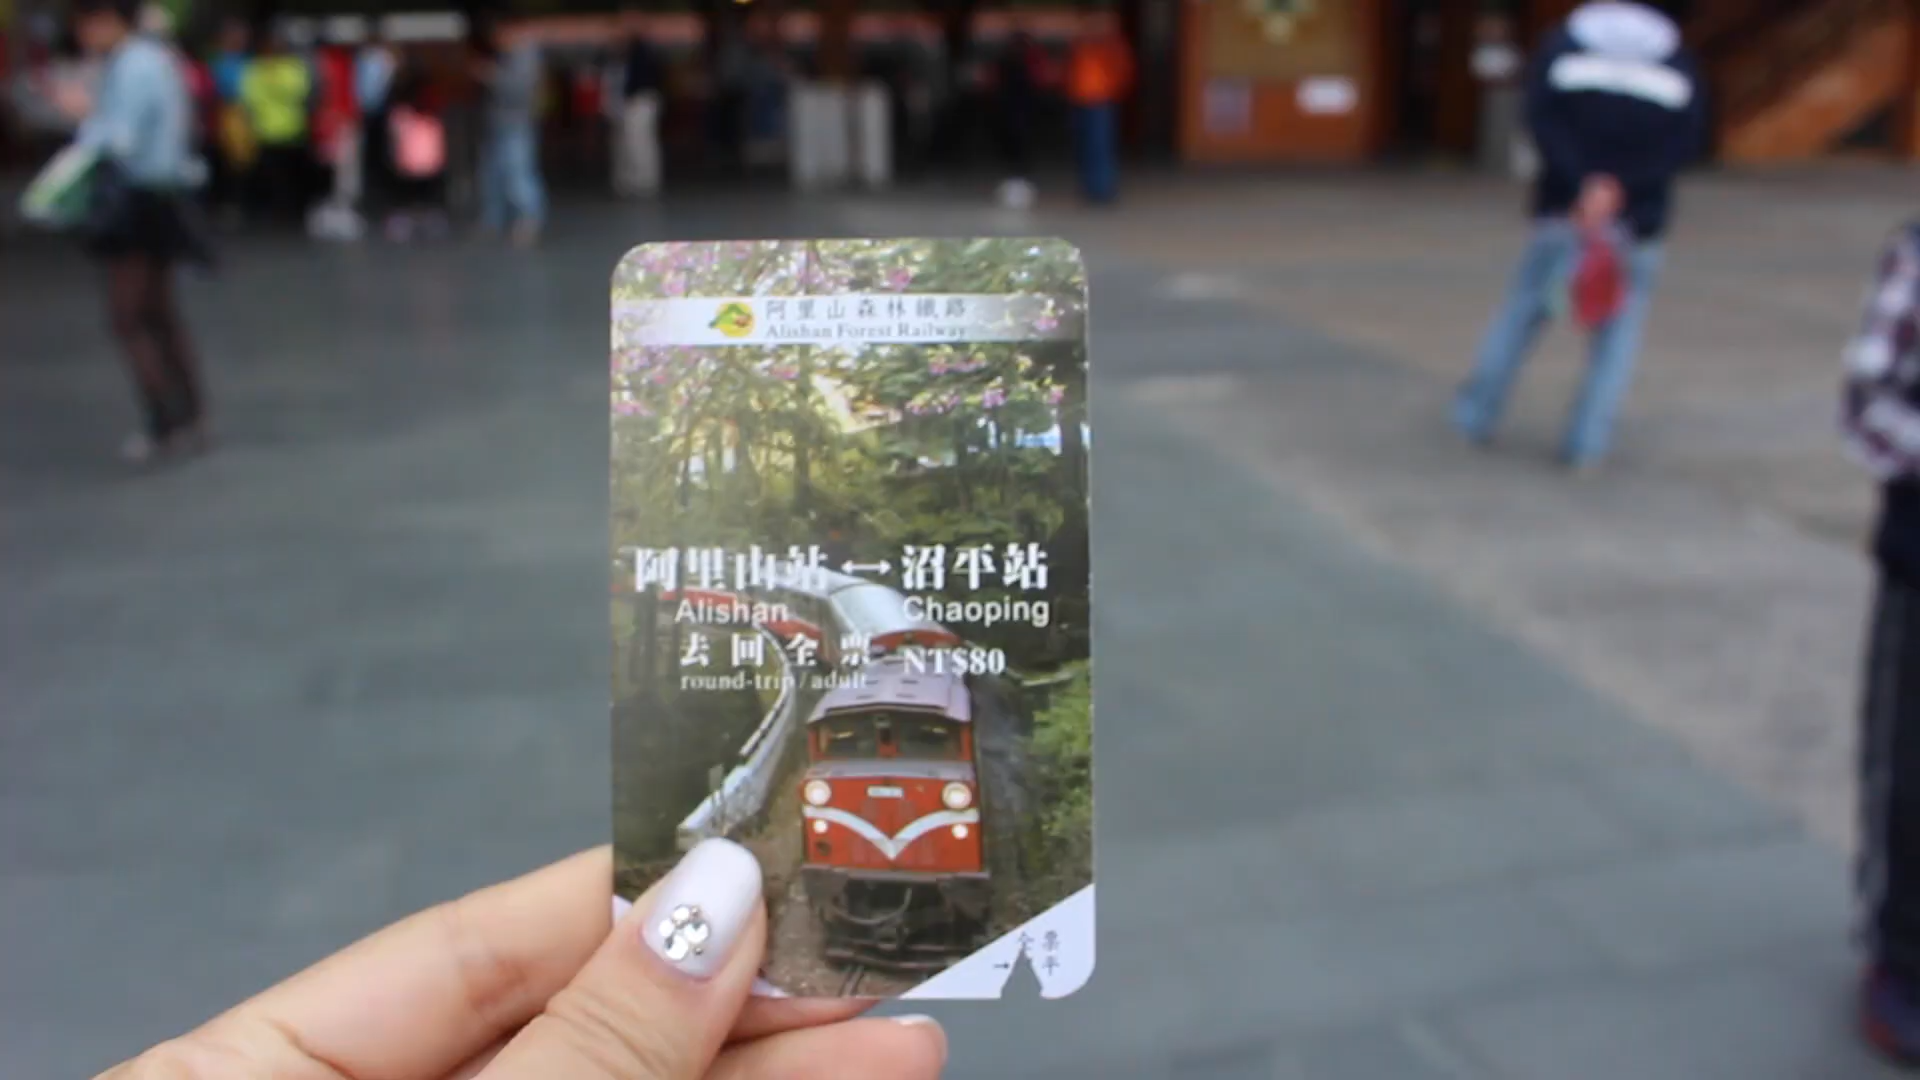 阿里山森林鐵路
Alishan Forest Railway
阿里山站↔沼平站
Alishan Chaoping
去回全票 NT$80
round-trip/adult
全票
→ 平